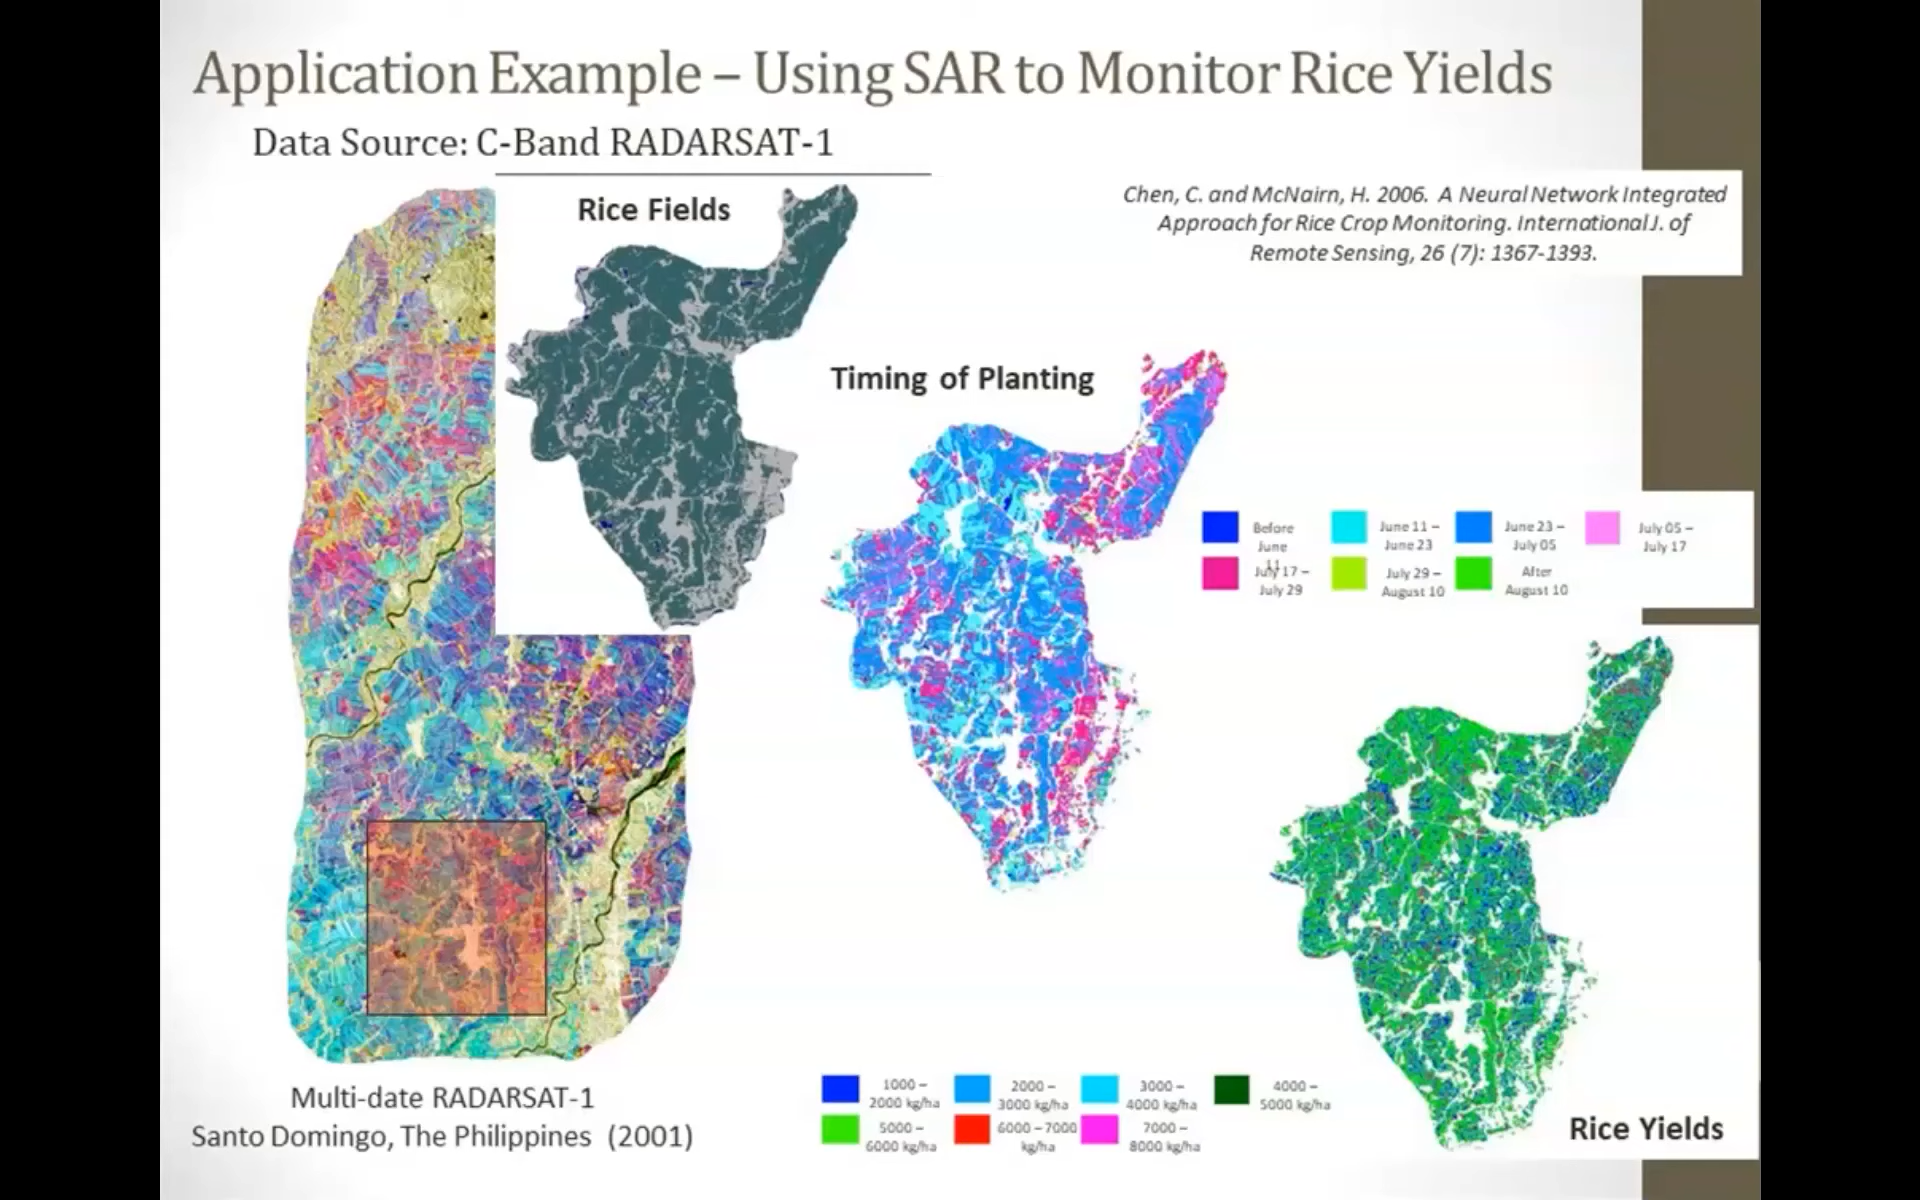 Application Example – Using SAR to Monitor Rice Yields
Data Source: C-Band RADARSAT-1
Rice Fields
Chen, C. and McNairn, H. 2006. A Neural Network Integrated
Approach for Rice Crop Monitoring. International J. of
Remote Sensing, 26 (7): 1367-1393.
Timing of Planting
Before
June
11
June 11 –
June 23
June 23 –
July 05
July 05 –
July 17
July 17 –
July 29
July 29 –
August 10
After
August 10
Multi-date RADARSAT-1
Santo Domingo, The Philippines (2001)
1000 –
2000 kg/ha
2000 –
3000 kg/ha
3000 –
4000 kg/ha
4000 –
5000 kg/ha
5000 –
6000 kg/ha
6000 – 7000
kg/ha
7000 –
8000 kg/ha
Rice Yields